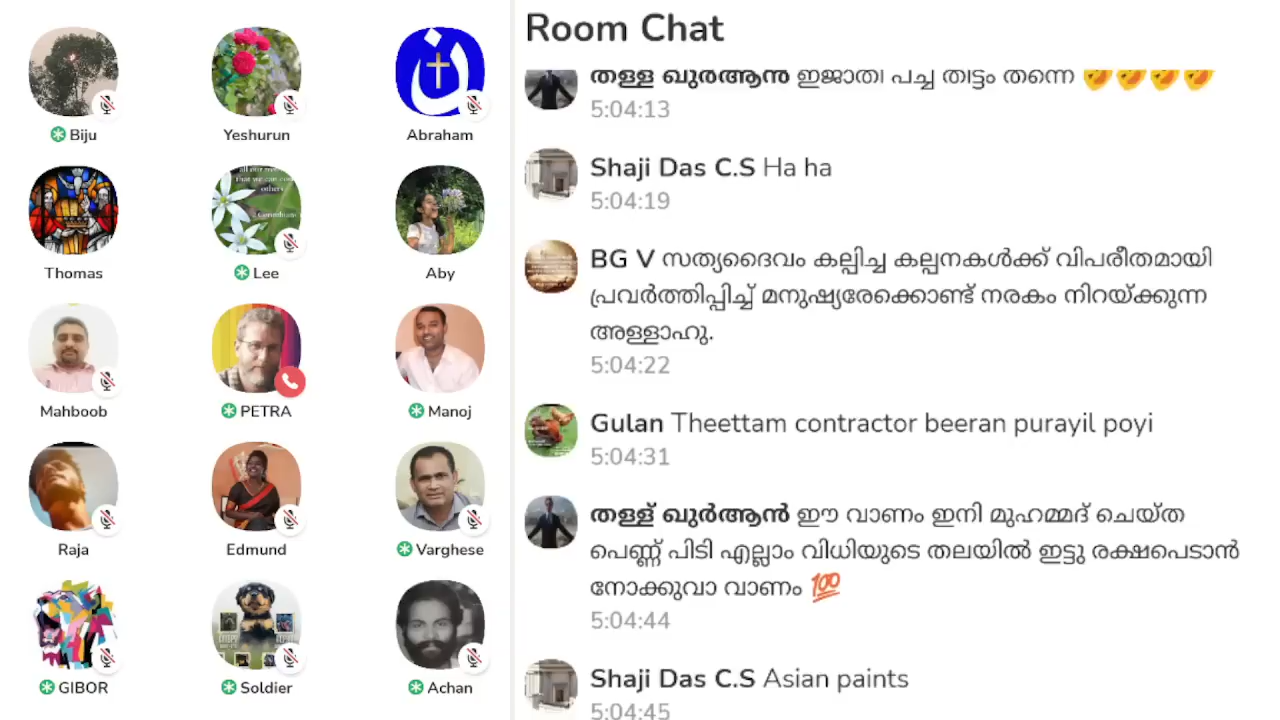 Room Chat
തള്ള ഖുർആൻ ഇജാതി പച്ച തീട്ടം തന്നെ 🤣🤣🤣🤣
5:04:13
Shaji Das C.S Ha ha
5:04:19
BG V സത്യദൈവം കല്പിച്ച കല്പനകൾക്ക് വിപരീതമായി
പ്രവർത്തിപ്പിച്ച് മനുഷ്യരേക്കൊണ്ട് നരകം നിറയ്ക്കുന്ന
അള്ളാഹു.
5:04:22
Gulan Theettam contractor beeran purayil poyi
5:04:31
തള്ള് ഖുർആൻ ഈ വാണം ഇനി മുഹമ്മദ് ചെയ്ത
പെണ്ണ് പിടി എല്ലാം വിധിയുടെ തലയിൽ ഇട്ടു രക്ഷപെടാൻ
നോക്കുവാ വാണം 💯
5:04:44
Shaji Das C.S Asian paints
5:04:45
Biju
Yeshurun
Abraham
Thomas
Lee
Aby
Mahboob
PETRA
Manoj
Raja
Edmund
Varghese
GIBOR
Soldier
Achan